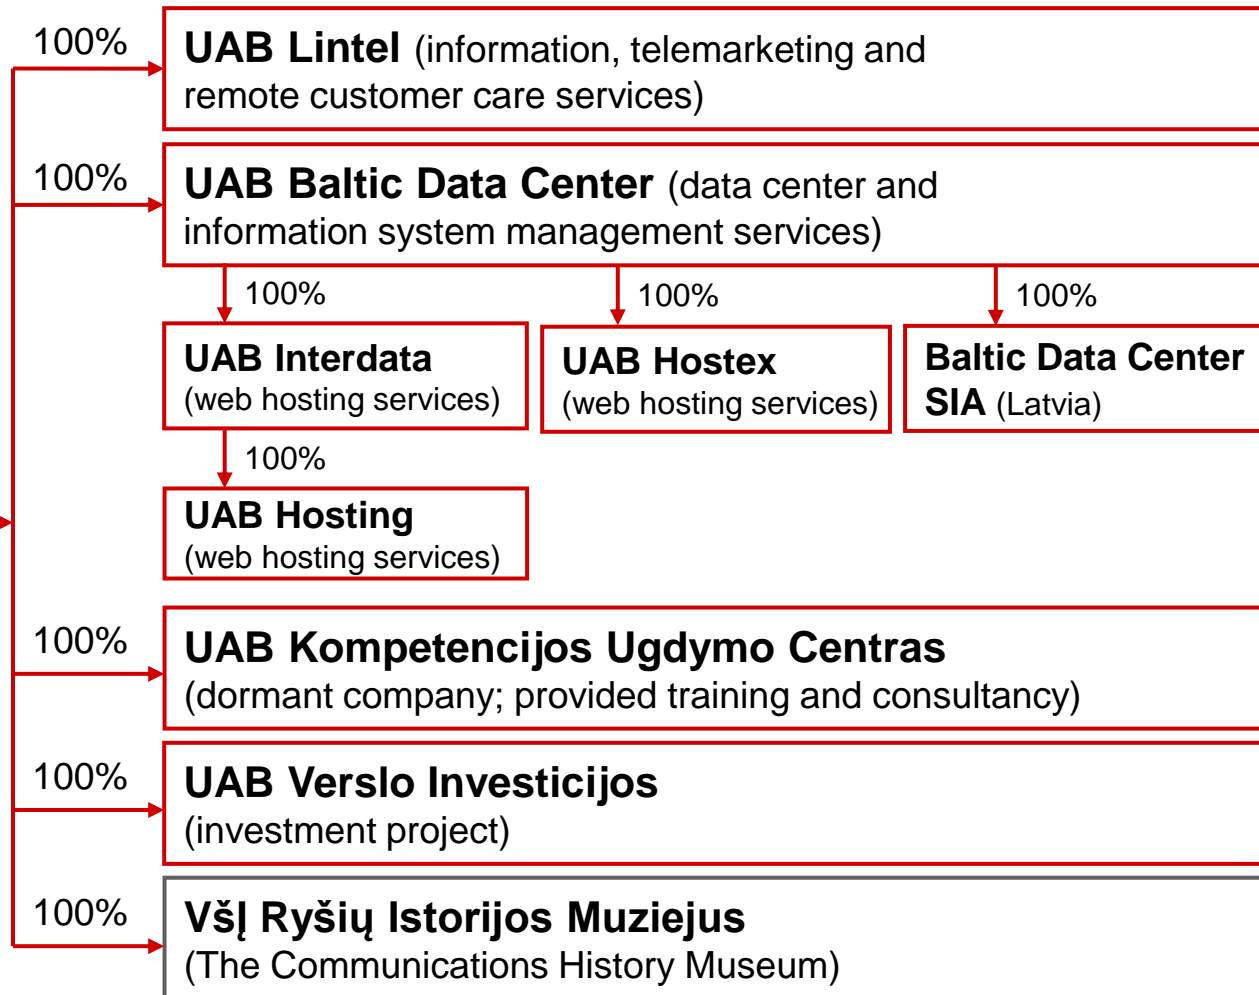 100%
UAB Lintel (information, telemarketing and
remote customer care services)
100%
UAB Baltic Data Center (data center and
information system management services)
100%
100%
100%
UAB Interdata
(web hosting services)
UAB Hostex
(web hosting services)
Baltic Data Center
SIA (Latvia)
100%
UAB Hosting
(web hosting services)
100%
UAB Kompetencijos Ugdymo Centras
(dormant company; provided training and consultancy)
100%
UAB Verslo Investicijos
(investment project)
100%
VšĮ Ryšių Istorijos Muziejus
(The Communications History Museum)